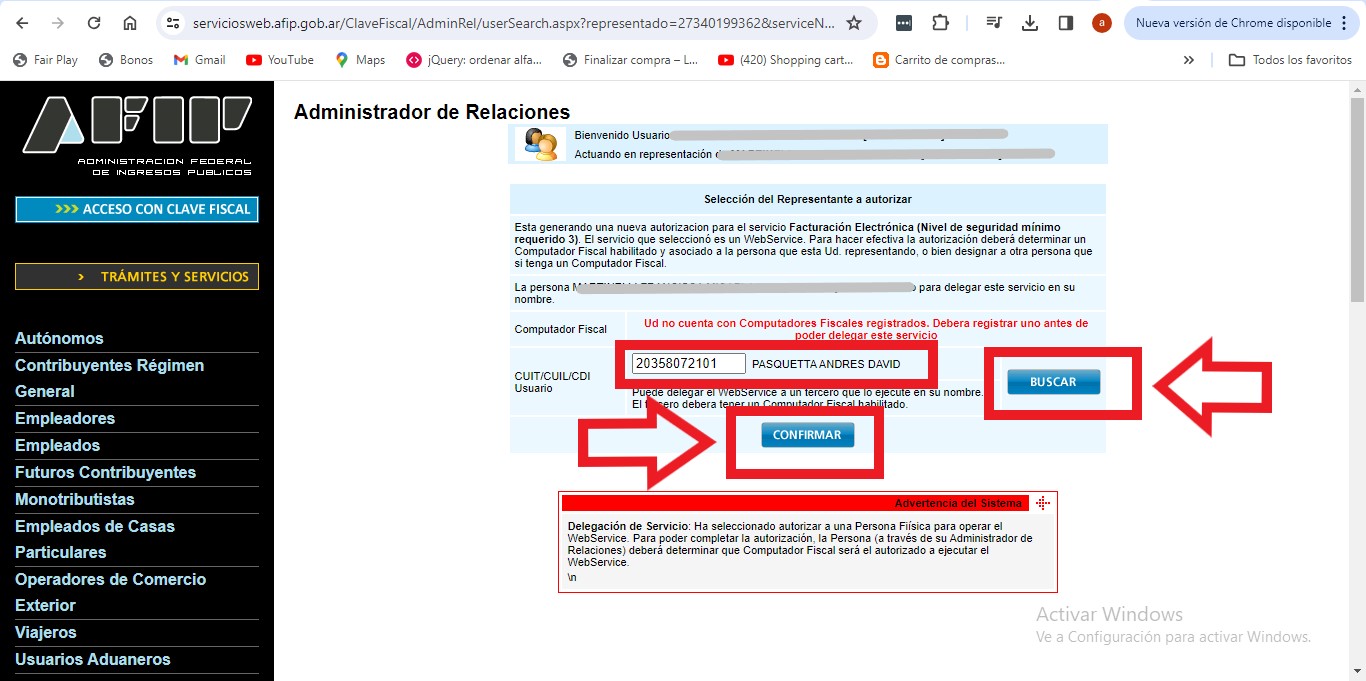 serviciosweb.afip.gob.ar/ClaveFiscal/AdminRel/userSearch.aspx?representado=27340199362&serviceN...
a
Nueva versión de Chrome disponible
Fair Play
Bonos
Gmail
YouTube
Maps
jQuery: ordenar alfa...
Finalizar compra – L...
(420) Shopping cart...
Carrito de compras...
»
Todos los favoritos
AFIP
ADMINISTRACION FEDERAL
DE INGRESOS PUBLICOS
>>> ACCESO CON CLAVE FISCAL
> TRÁMITES Y SERVICIOS
Autónomos
Contribuyentes Régimen
General
Empleadores
Empleados
Futuros Contribuyentes
Monotributistas
Empleados de Casas
Particulares
Operadores de Comercio
Exterior
Viajeros
Usuarios Aduaneros
Administrador de Relaciones
Bienvenido Usuario
Actuando en representación
Selección del Representante a autorizar
Esta generando una nueva autorizacion para el servicio Facturación Electrónica (Nivel de seguridad mínimo
requerido 3). El servicio que seleccionó es un WebService. Para hacer efectiva la autorización deberá determinar un
Computador Fiscal habilitado y asociado a la persona que esta Ud. representando, o bien designar a otra persona que
si tenga un Computador Fiscal.
La persona para delegar este servicio en su
nombre.
Computador Fiscal
Ud no cuenta con Computadores Fiscales registrados. Debera registrar uno antes de
poder delegar este servicio
CUIT/CUIL/CDI
Usuario
20358072101 PASQUETTA ANDRES DAVID
BUSCAR
Puede delegar el WebService a un tercero que lo ejecute en su nombre.
El tercero debera tener un Computador Fiscal habilitado.
CONFIRMAR
Advertencia del Sistema
Delegación de Servicio: Ha seleccionado autorizar a una Persona Fiísica para operar el
WebService. Para poder completar la autorización, la Persona (a través de su Administrador de
Relaciones) deberá determinar que Computador Fiscal será el autorizado a ejecutar el
WebService.
\n
Activar Windows
Ve a Configuración para activar Windows.